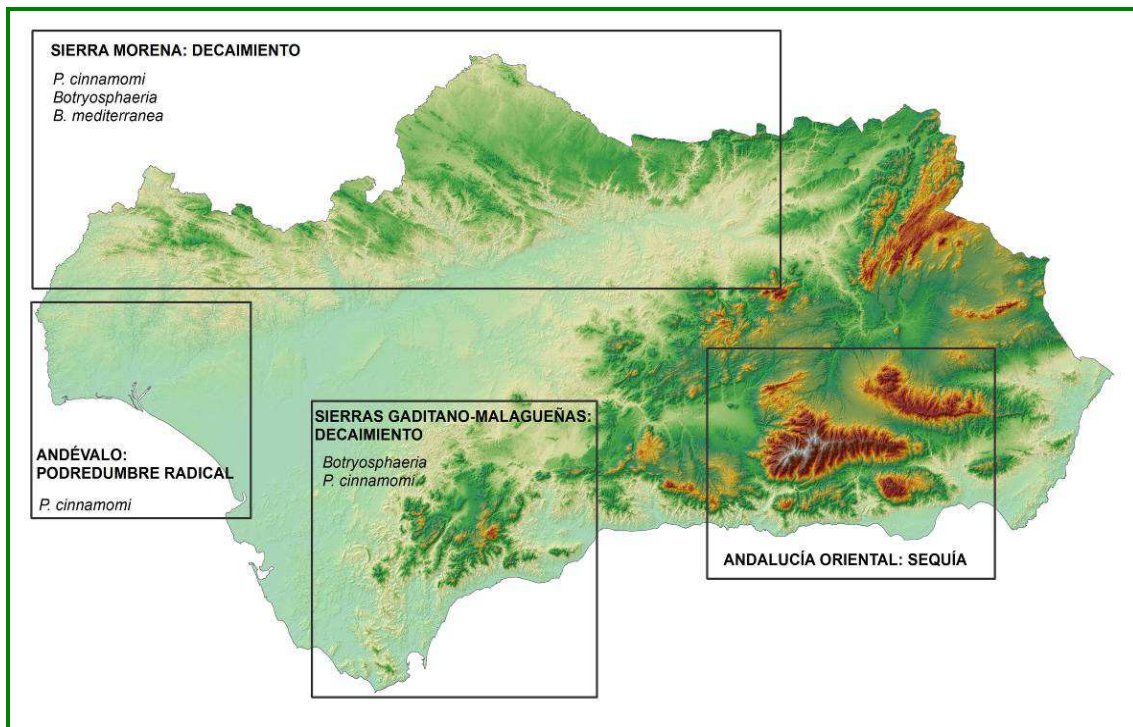 SIERRA MORENA: DECAIMIENTO
P. cinnamomi
Botryosphaeria
B. mediterranea
ANDÉVALO:
PODREDUMBRE RADICAL
P. cinnamomi
SIERRAS GADITANO-MALAGUEÑAS:
DECAIMIENTO
Botryosphaeria
P. cinnamomi
ANDALUCÍA ORIENTAL: SEQUÍA